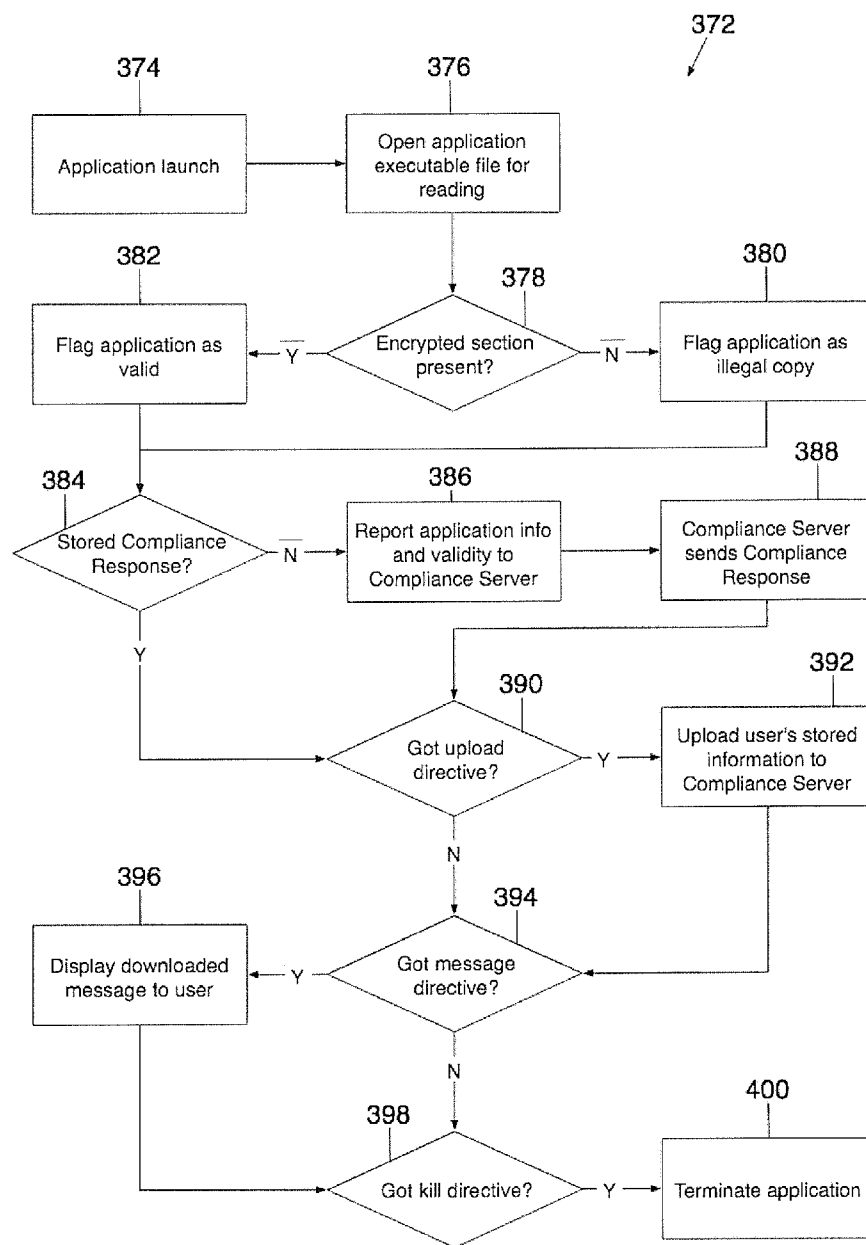 372
374
376
Application launch
Open application
executable file for
reading
382
378
380
Flag application as
valid
Y
Encrypted section
present?
N
Flag application as
illegal copy
384
386
388
Stored Compliance
Response?
N
Report application info
and validity to
Compliance Server
Compliance Server
sends Compliance
Response
Y
390
392
Got upload
directive?
Y
Upload user's stored
information to
Compliance Server
N
396
394
Display downloaded
message to user
Y
Got message
directive?
N
398
400
Got kill directive?
Y
Terminate application